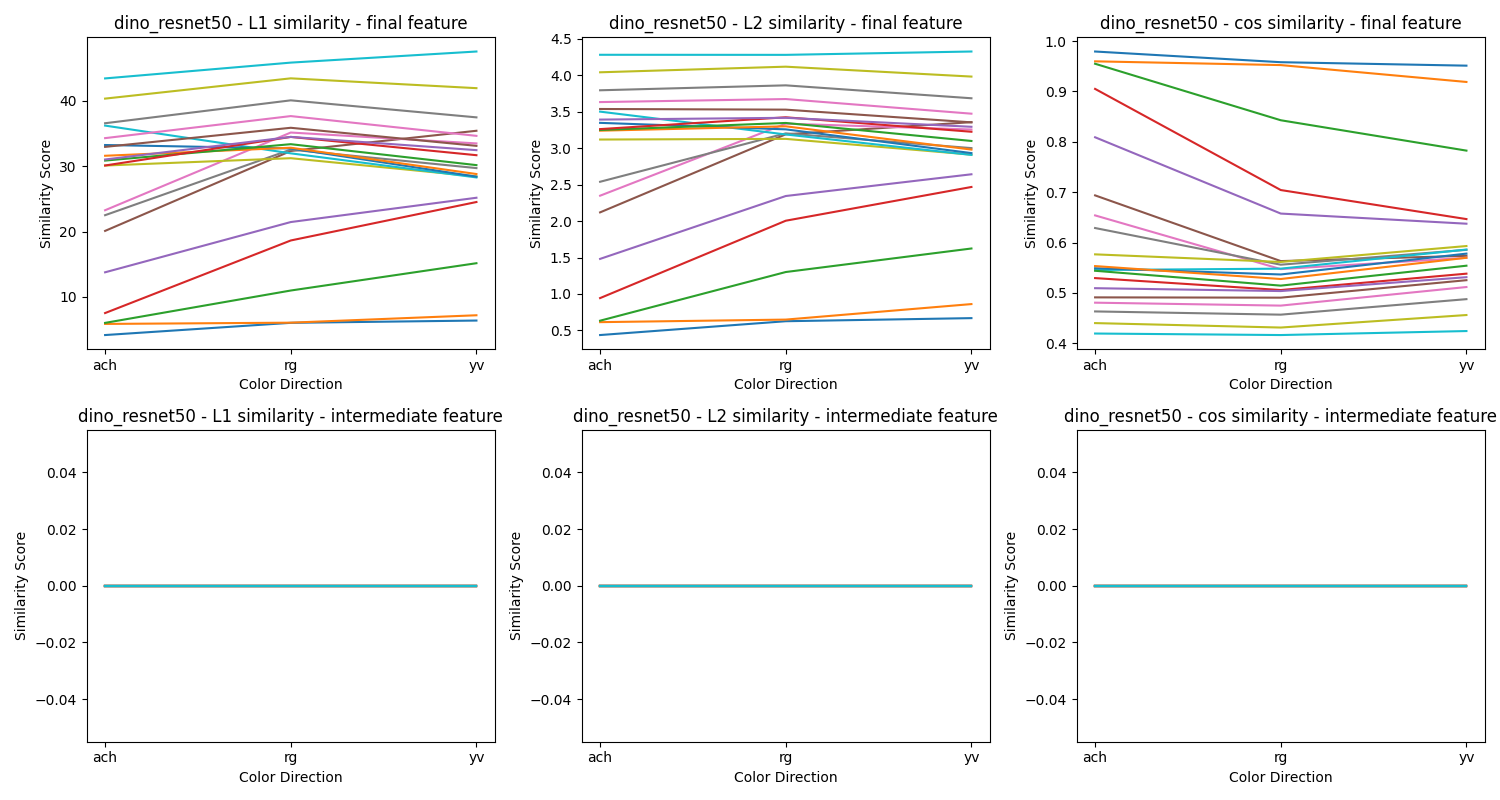 dino_resnet50 - L1 similarity - final feature
Similarity Score
40
30
20
10
ach
rg
yv
Color Direction
dino_resnet50 - L2 similarity - final feature
Similarity Score
4.5
4.0
3.5
3.0
2.5
2.0
1.5
1.0
0.5
ach
rg
yv
Color Direction
dino_resnet50 - cos similarity - final feature
Similarity Score
1.0
0.9
0.8
0.7
0.6
0.5
0.4
ach
rg
yv
Color Direction
dino_resnet50 - L1 similarity - intermediate feature
Similarity Score
0.04
0.02
0.00
−0.02
−0.04
ach
rg
yv
Color Direction
dino_resnet50 - L2 similarity - intermediate feature
Similarity Score
0.04
0.02
0.00
−0.02
−0.04
ach
rg
yv
Color Direction
dino_resnet50 - cos similarity - intermediate feature
Similarity Score
0.04
0.02
0.00
−0.02
−0.04
ach
rg
yv
Color Direction